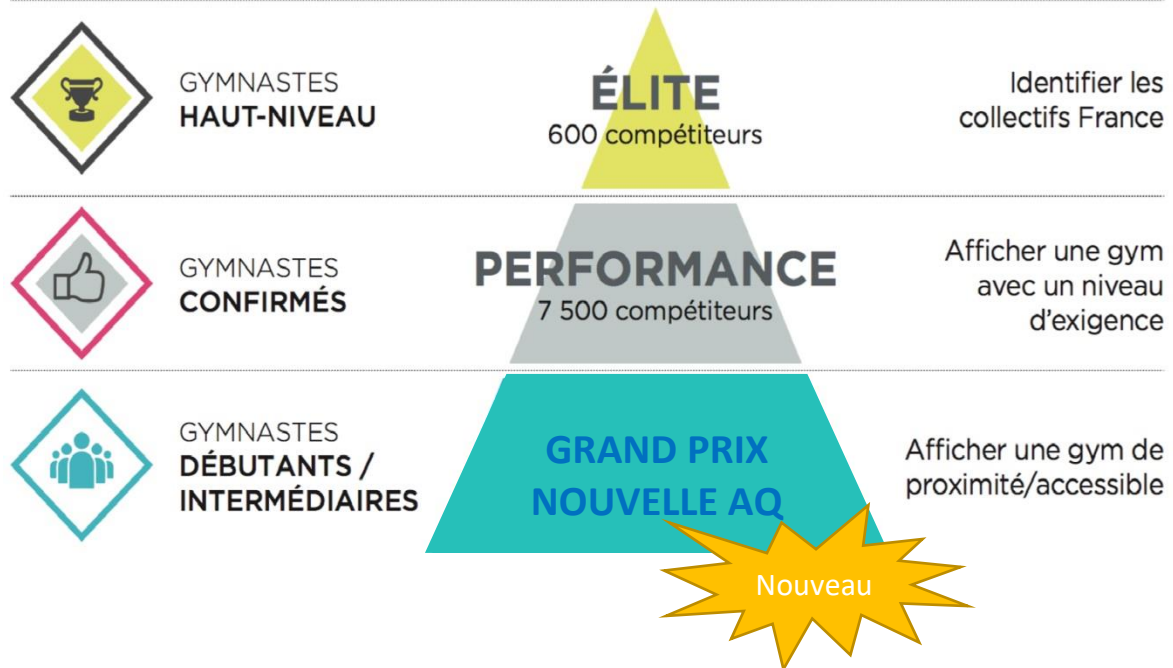 GYMNASTES
HAUT-NIVEAU
ÉLITE
600 compétiteurs
Identifier les
collectifs France
GYMNASTES
CONFIRMÉS
PERFORMANCE
7 500 compétiteurs
Afficher une gym
avec un niveau
d’exigence
GYMNASTES
DÉBUTANTS /
INTERMÉDIAIRES
GRAND PRIX
NOUVELLE AQ
Afficher une gym de
proximité/accessible
Nouveau